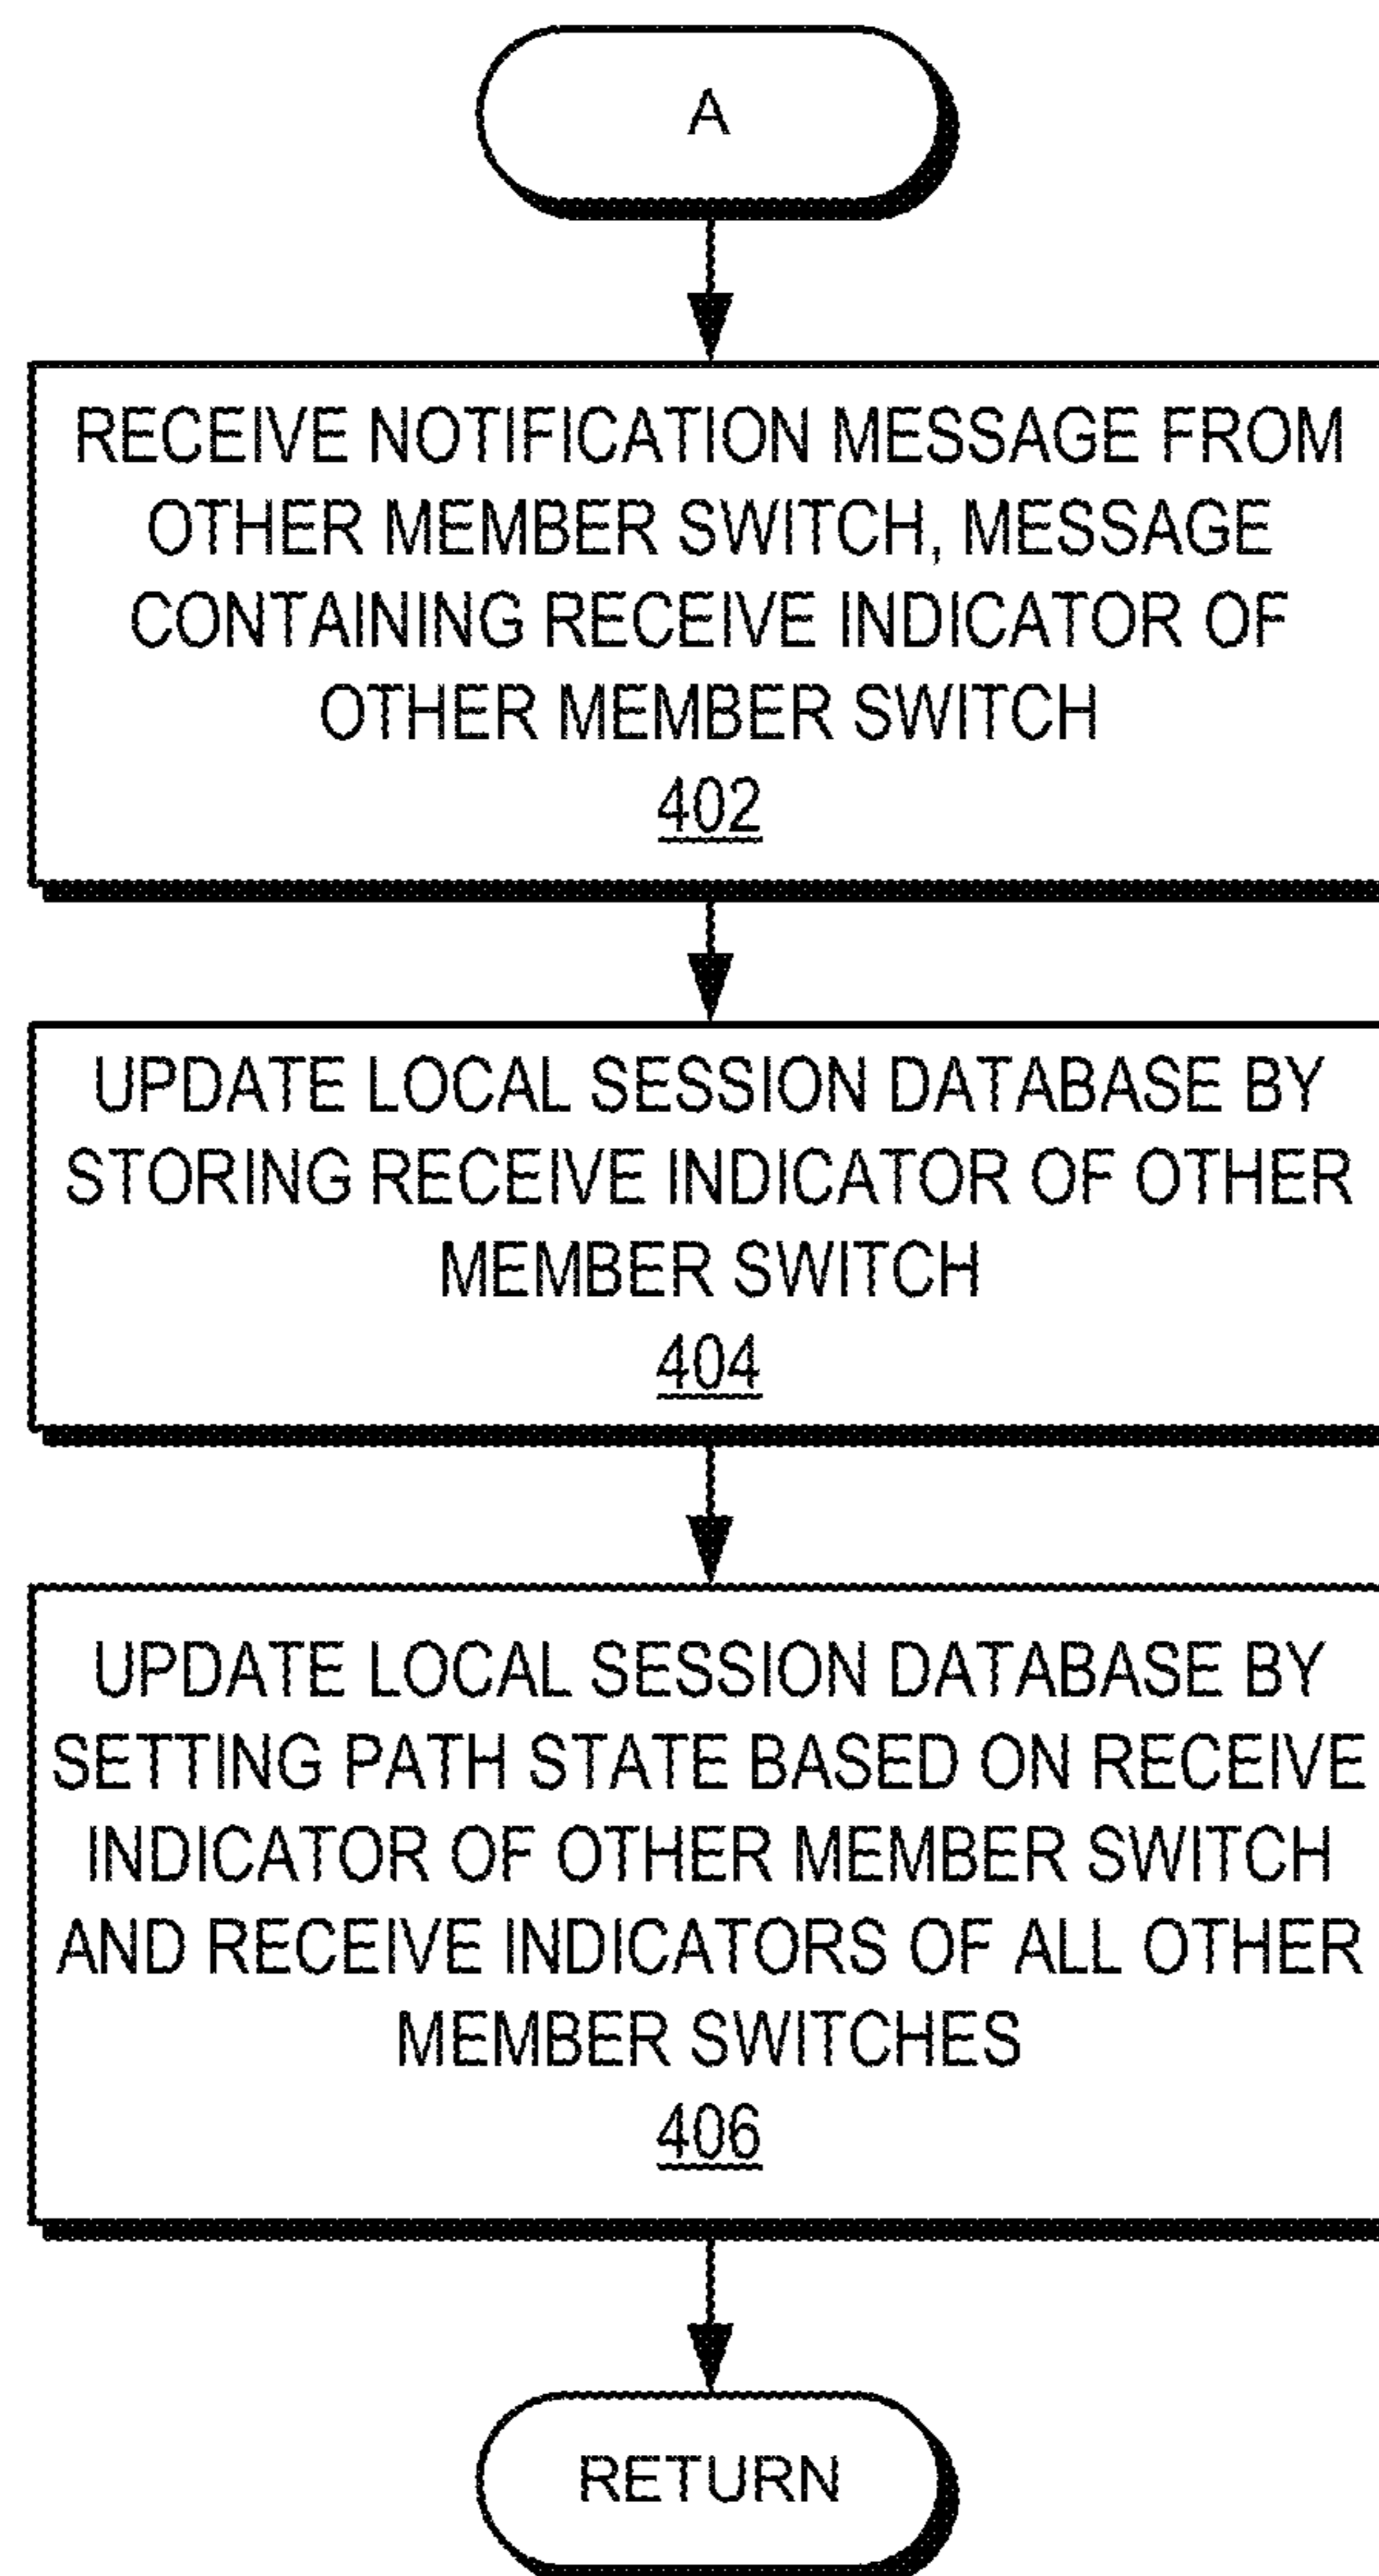 A
RECEIVE NOTIFICATION MESSAGE FROM
OTHER MEMBER SWITCH, MESSAGE
CONTAINING RECEIVE INDICATOR OF
OTHER MEMBER SWITCH
402
UPDATE LOCAL SESSION DATABASE BY
STORING RECEIVE INDICATOR OF OTHER
MEMBER SWITCH
404
UPDATE LOCAL SESSION DATABASE BY
SETTING PATH STATE BASED ON RECEIVE
INDICATOR OF OTHER MEMBER SWITCH
AND RECEIVE INDICATORS OF ALL OTHER
MEMBER SWITCHES
406
RETURN